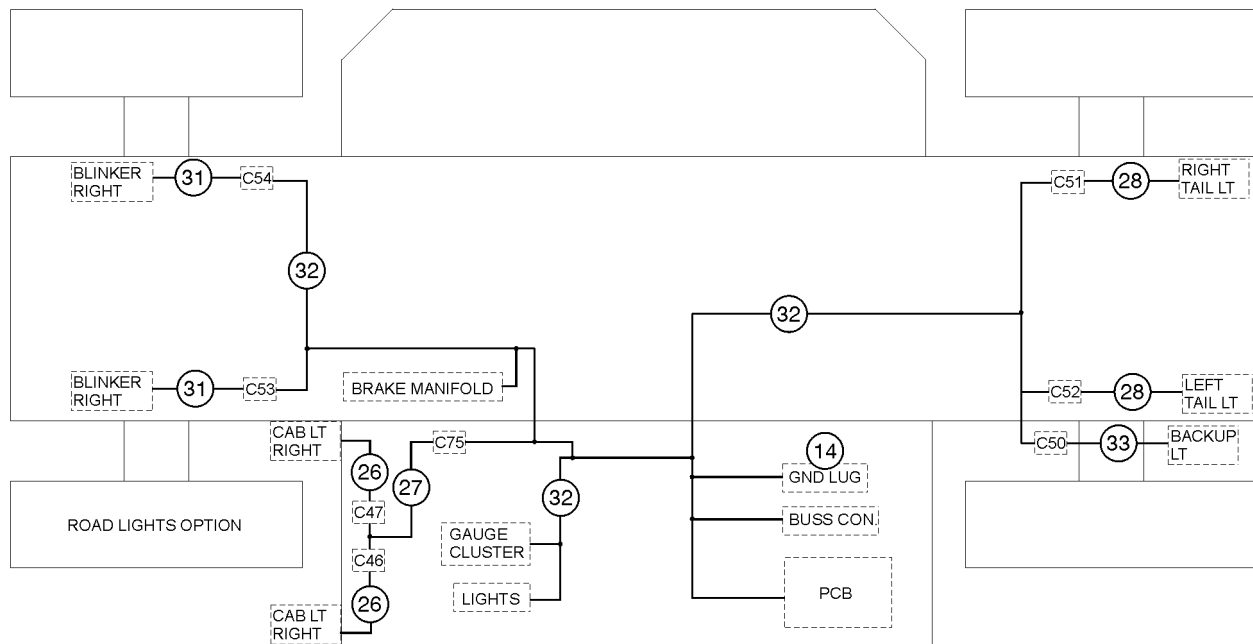 BLINKER
RIGHT
31
C54
C51
28
RIGHT
TAIL LT
32
32
BLINKER
RIGHT
31
C53
BRAKE MANIFOLD
C52
28
LEFT
TAIL LT
CAB LT
RIGHT
C75
14
GND LUG
C50
33
BACKUP
LT
26
27
32
ROAD LIGHTS OPTION
C47
BUSS CON.
GAUGE
CLUSTER
C46
LIGHTS
PCB
26
CAB LT
RIGHT